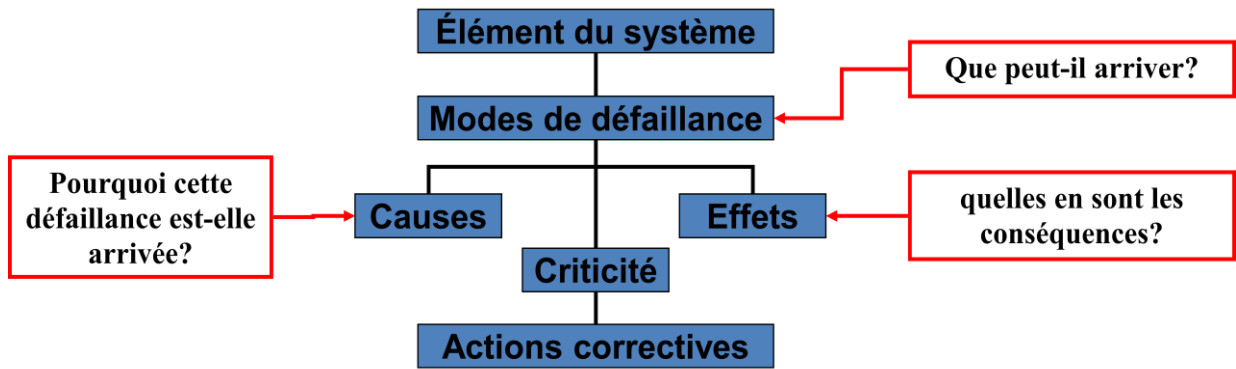 Élément du système
Que peut-il arriver?
Modes de défaillance
Pourquoi cette
défaillance est-elle
arrivée?
Causes
Effets
quelles en sont les
conséquences?
Criticité
Actions correctives